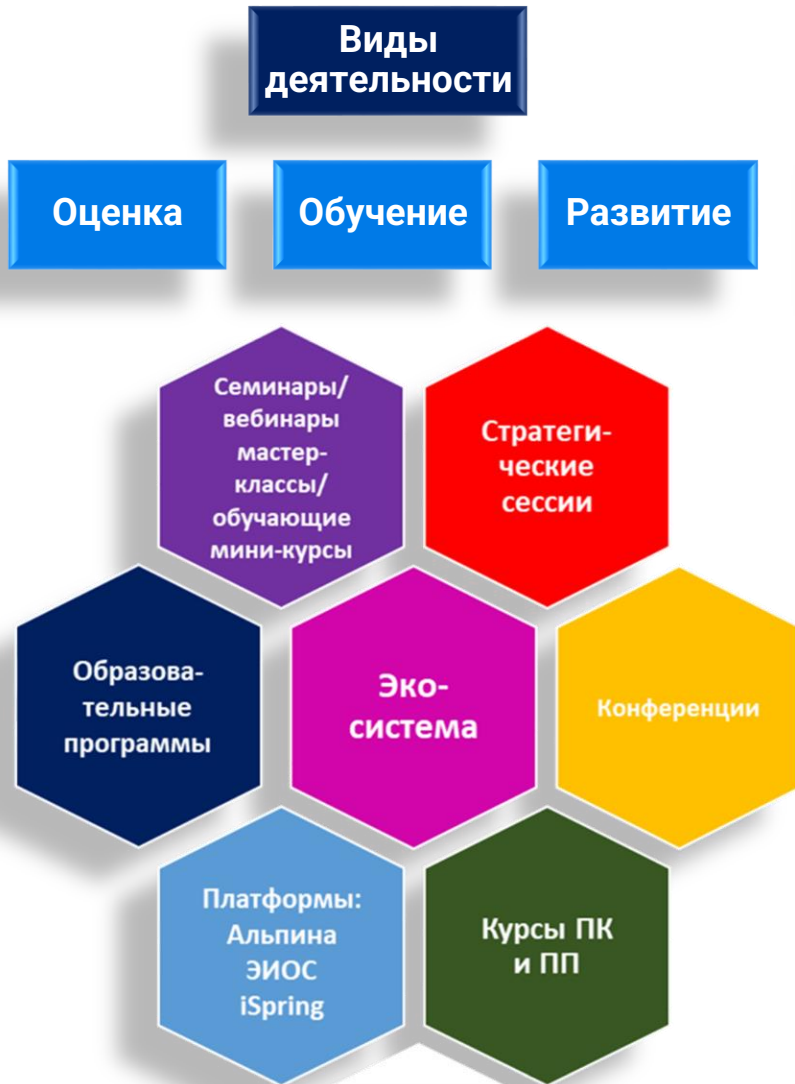 Виды
деятельности
Оценка
Обучение
Развитие
Семинары/
вебинары
мастер-
классы/
обучающие
мини-курсы
Стратеги-
ческие
сессии
Образова-
тельные
программы
Эко-
система
Конференции
Платформы:
Альпина
ЭИОС
iSpring
Курсы ПК
и ПП